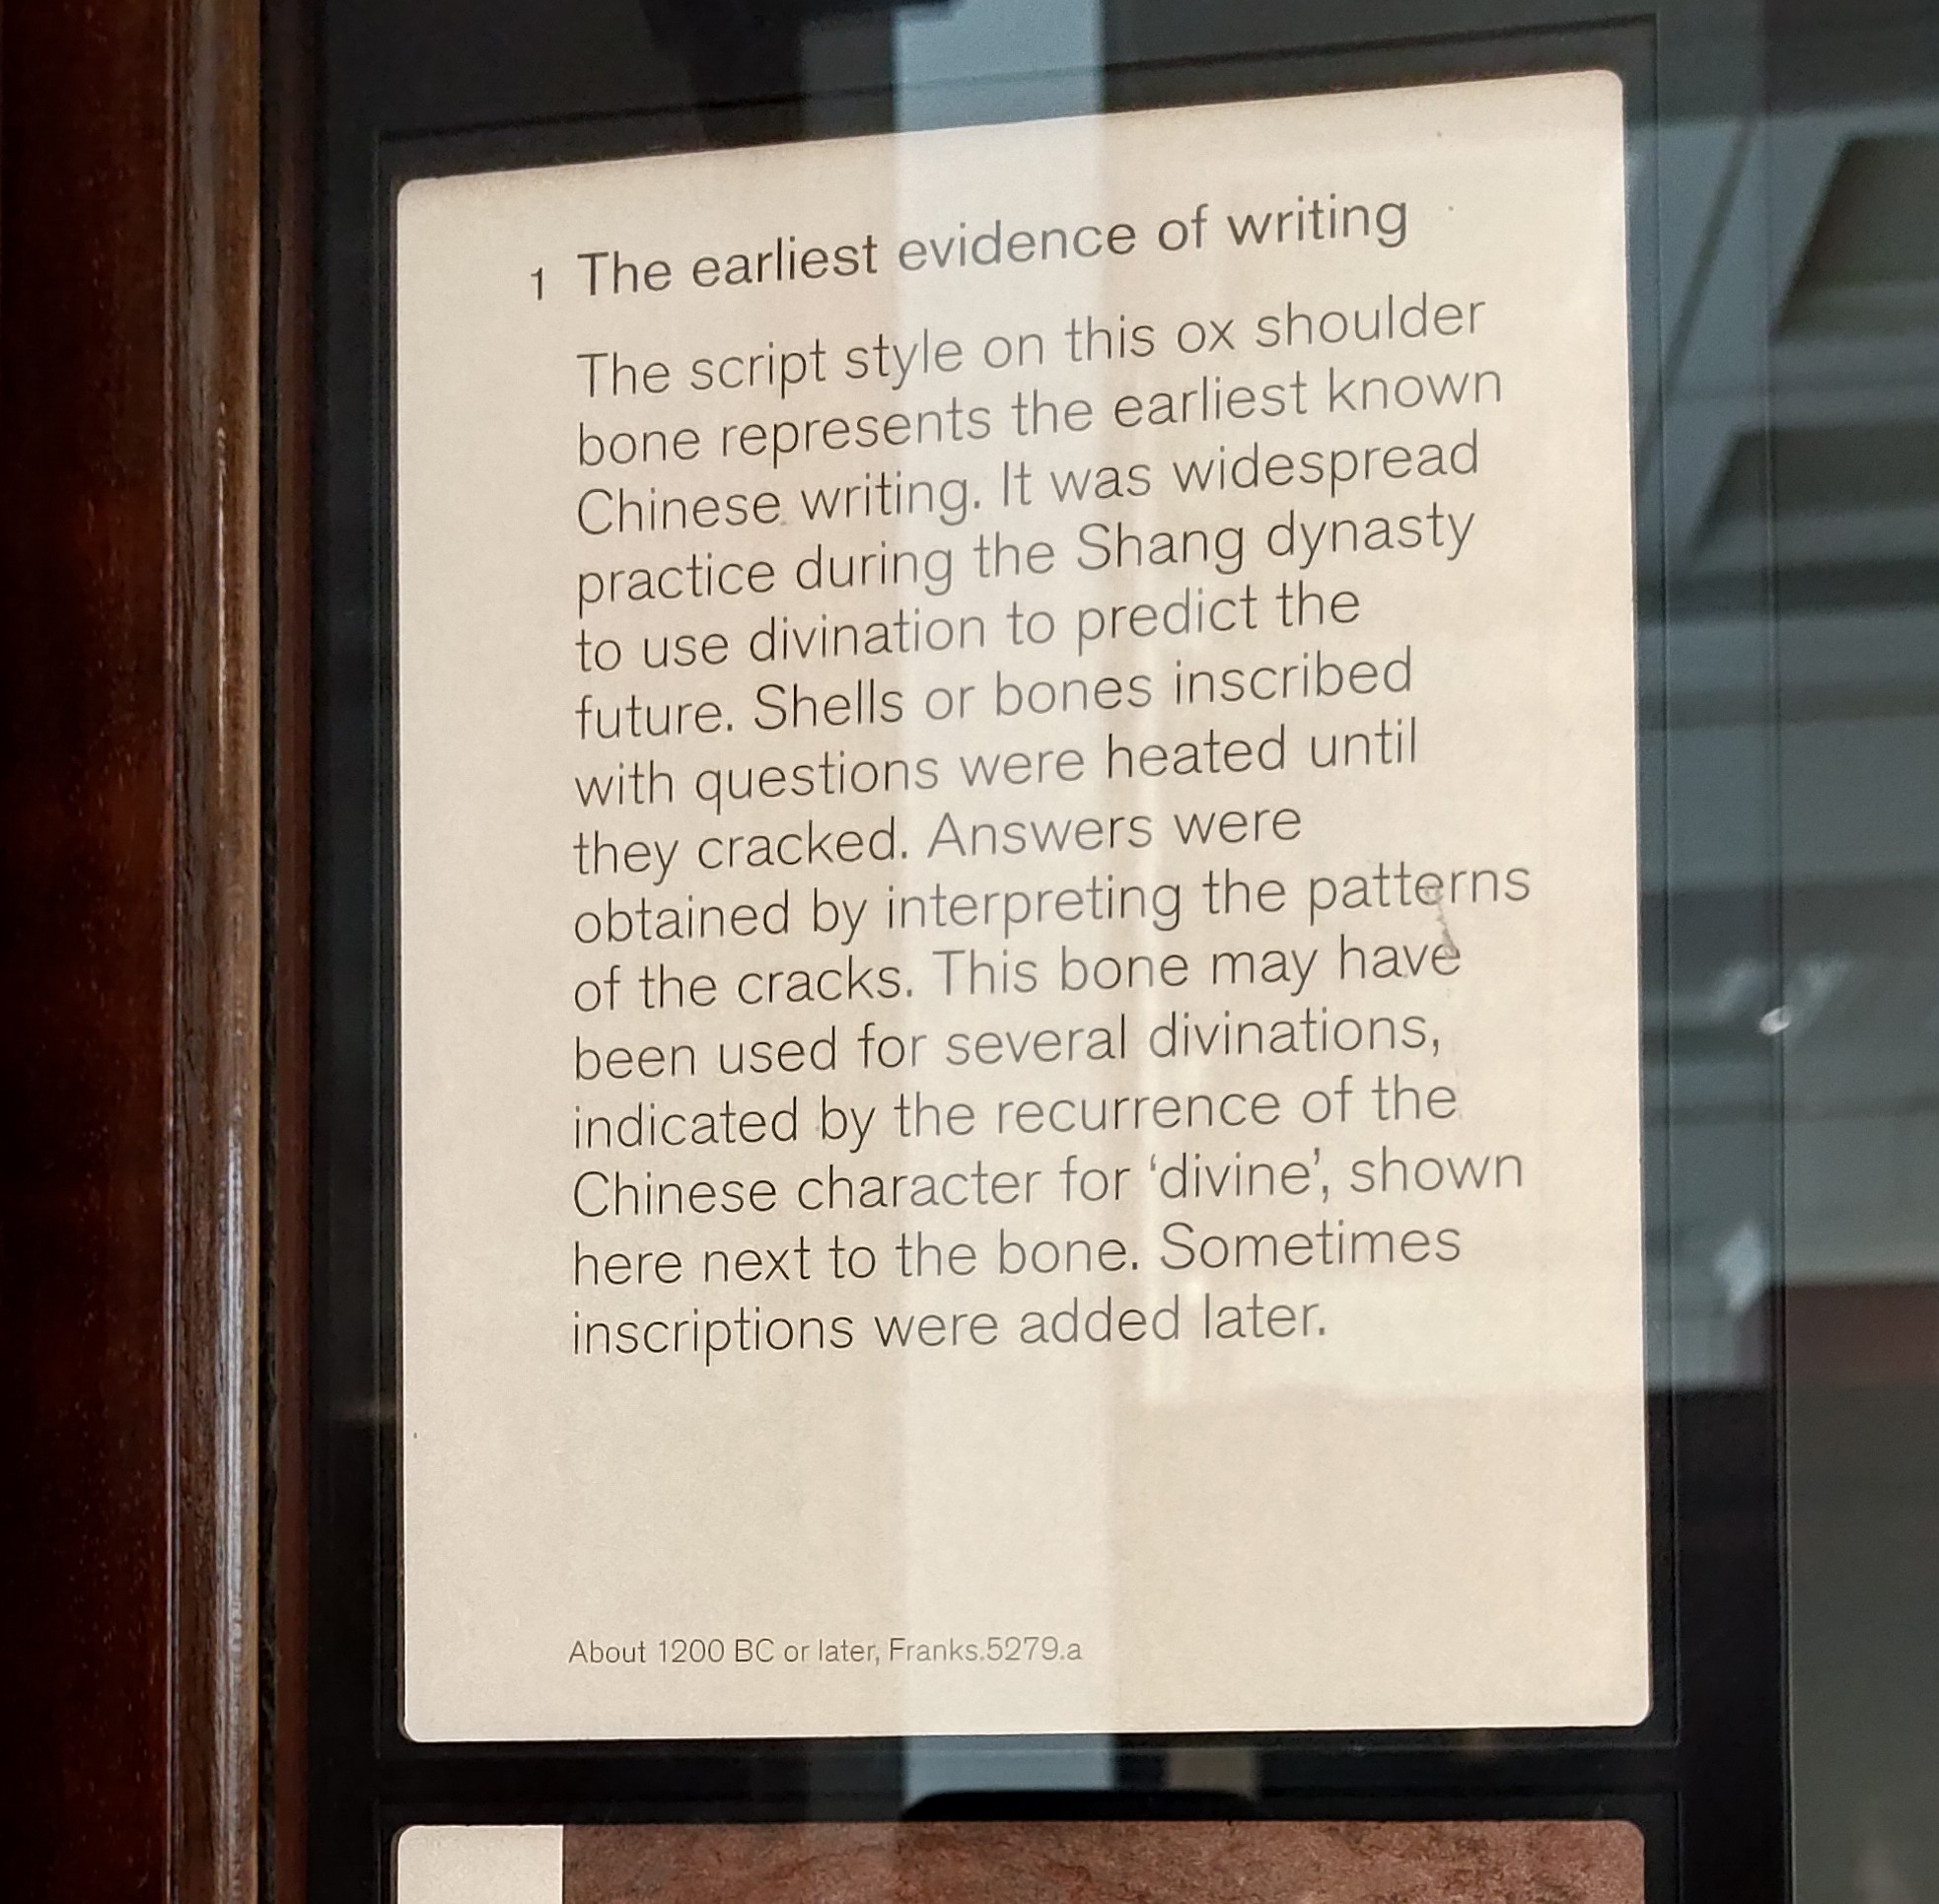 1 The earliest evidence of writing
The script style on this ox shoulder
bone represents the earliest known
Chinese writing. It was widespread
practice during the Shang dynasty
to use divination to predict the
future. Shells or bones inscribed
with questions were heated until
they cracked. Answers were
obtained by interpreting the patterns
of the cracks. This bone may have
been used for several divinations,
indicated by the recurrence of the
Chinese character for ‘divine’, shown
here next to the bone. Sometimes
inscriptions were added later.
About 1200 BC or later, Franks.5279.a